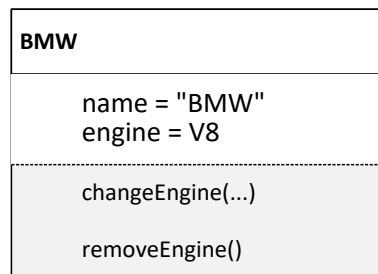 BMW
name = "BMW"
engine = V8
changeEngine(...)
removeEngine()